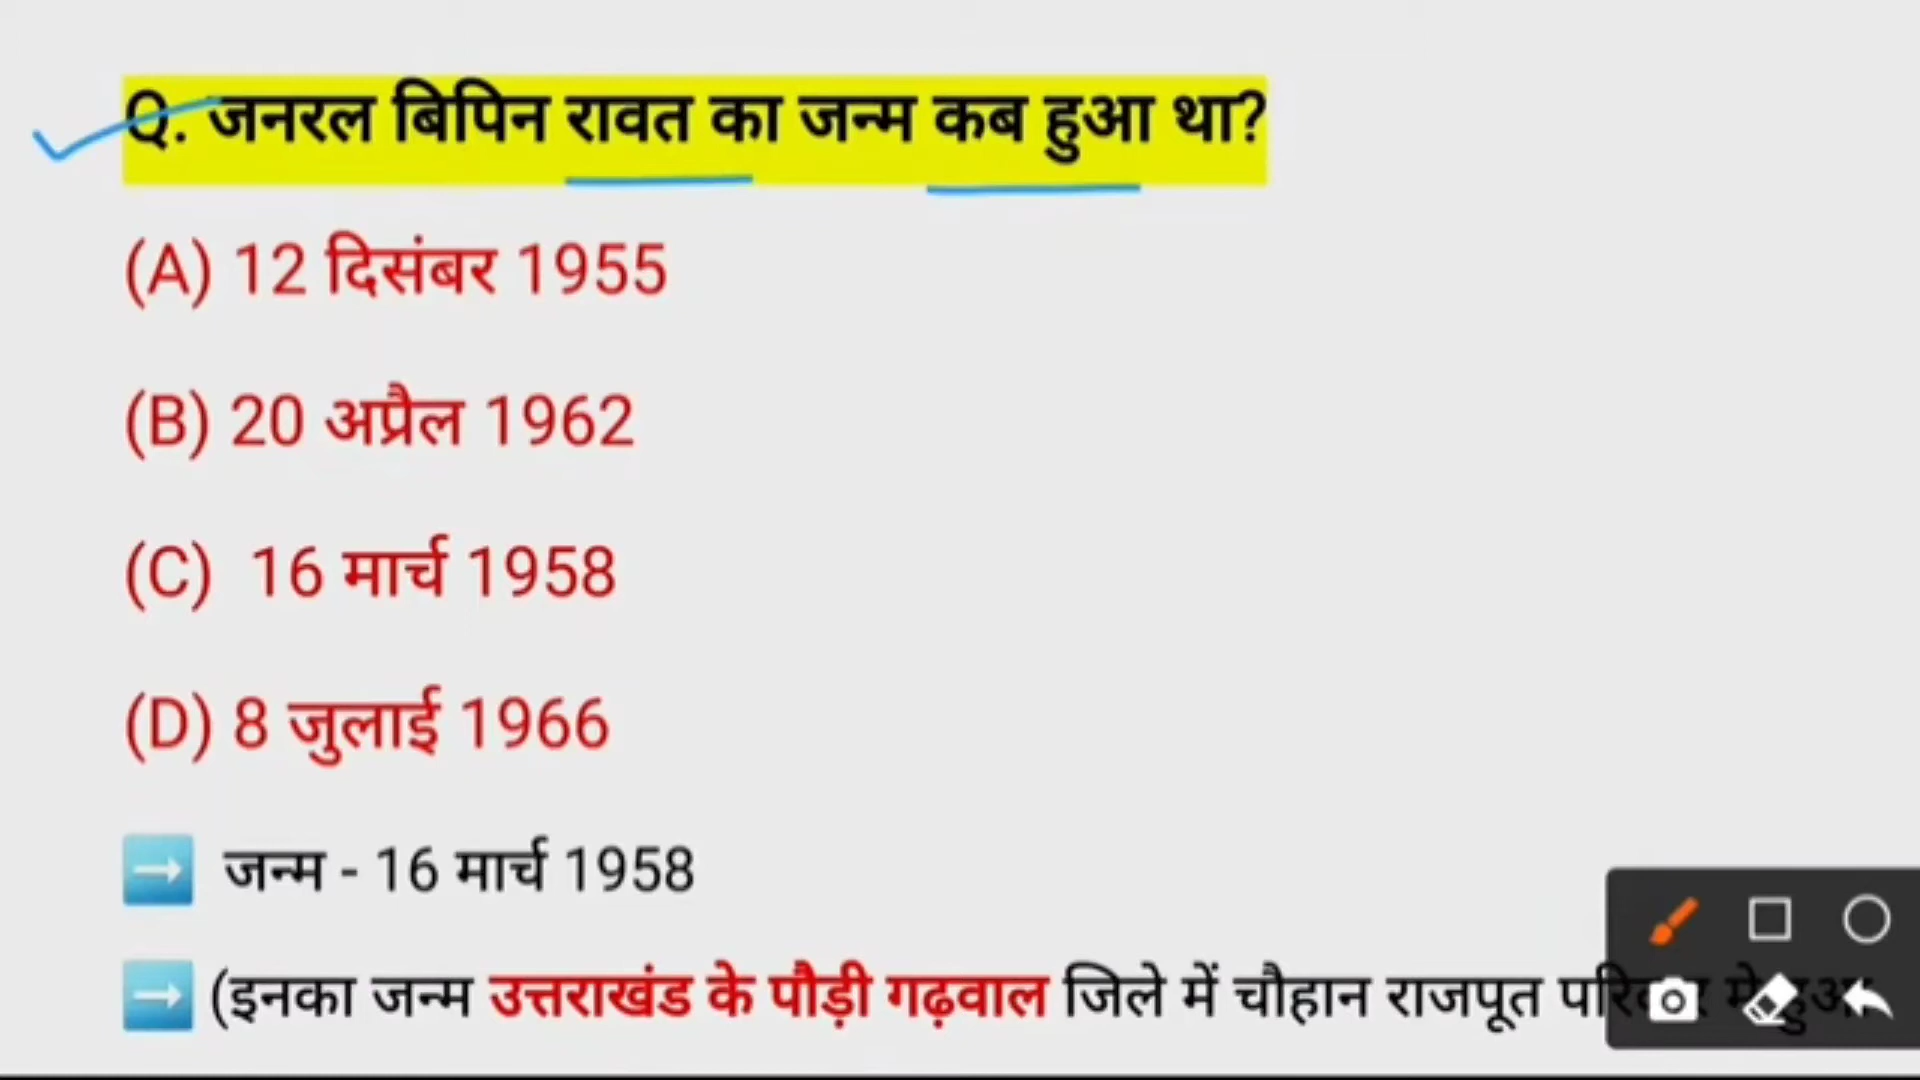 Q. जनरल बिपिन रावत का जन्म कब हुआ था?
(A) 12 दिसंबर 1955
(B) 20 अप्रैल 1962
(C) 16 मार्च 1958
(D) 8 जुलाई 1966
जन्म - 16 मार्च 1958
(इनका जन्म उत्तराखंड के पौड़ी गढ़वाल जिले में चौहान राजपूत परिवार मे हुआ